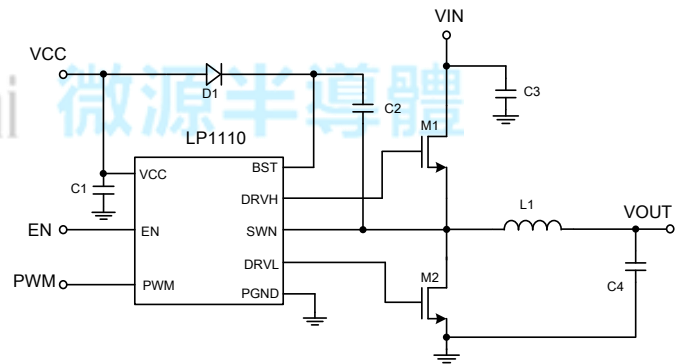 VIN
VCC
D1
C2
C3
微源半導體
LP1110
M1
C1
VCC
BST
DRVH
EN
EN
SWN
L1
VOUT
DRVL
PWM
PWM
PGND
M2
C4